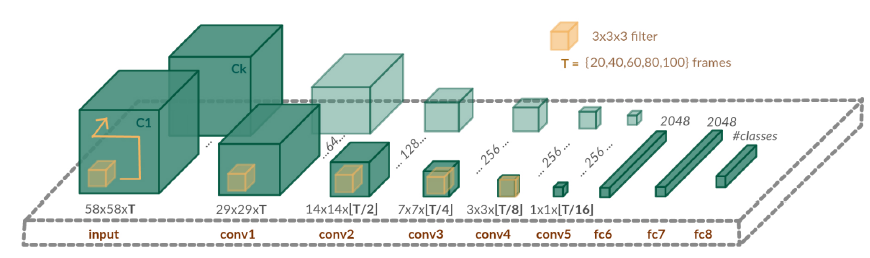 3x3x3 filter
T = {20,40,60,80,100} frames
Ck
C1
...
...64...
...128...
...256...
...256...
...256...
2048
2048
#classes
58x58xT
29x29xT
14x14x⌊T/2⌋
7x7x⌊T/4⌋
3x3x⌊T/8⌋
1x1x⌊T/16⌋
input
conv1
conv2
conv3
conv4
conv5
fc6
fc7
fc8